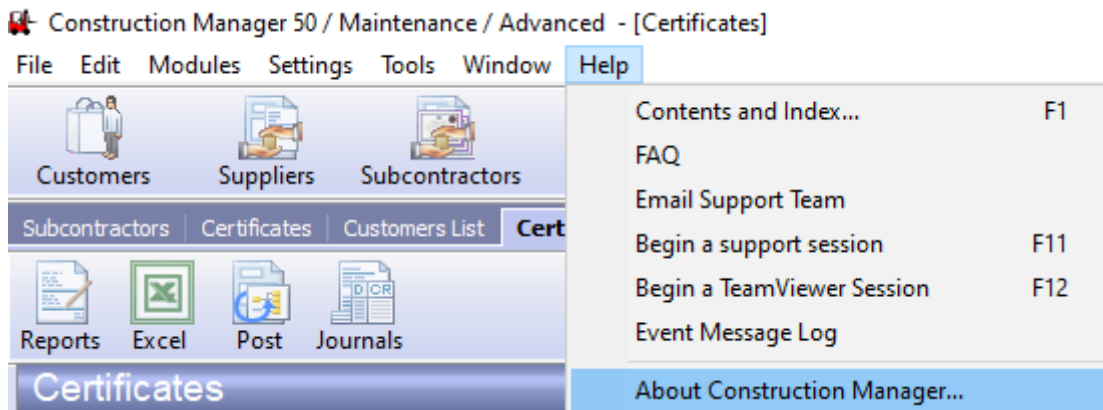 Construction Manager 50 / Maintenance / Advanced - [Certificates]
File Edit Modules Settings Tools Window Help
Customers Suppliers Subcontractors
Contents and Index... F1
FAQ
Email Support Team
Begin a support session F11
Begin a TeamViewer Session F12
Event Message Log
About Construction Manager...
Subcontractors Certificates Customers List Cert
D CR
Reports Excel Post Journals
Certificates